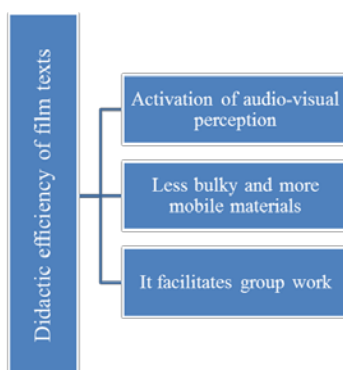 Didactic efficiency of film texts
Activation of audio-visual
perception
Less bulky and more
mobile materials
It facilitates group work